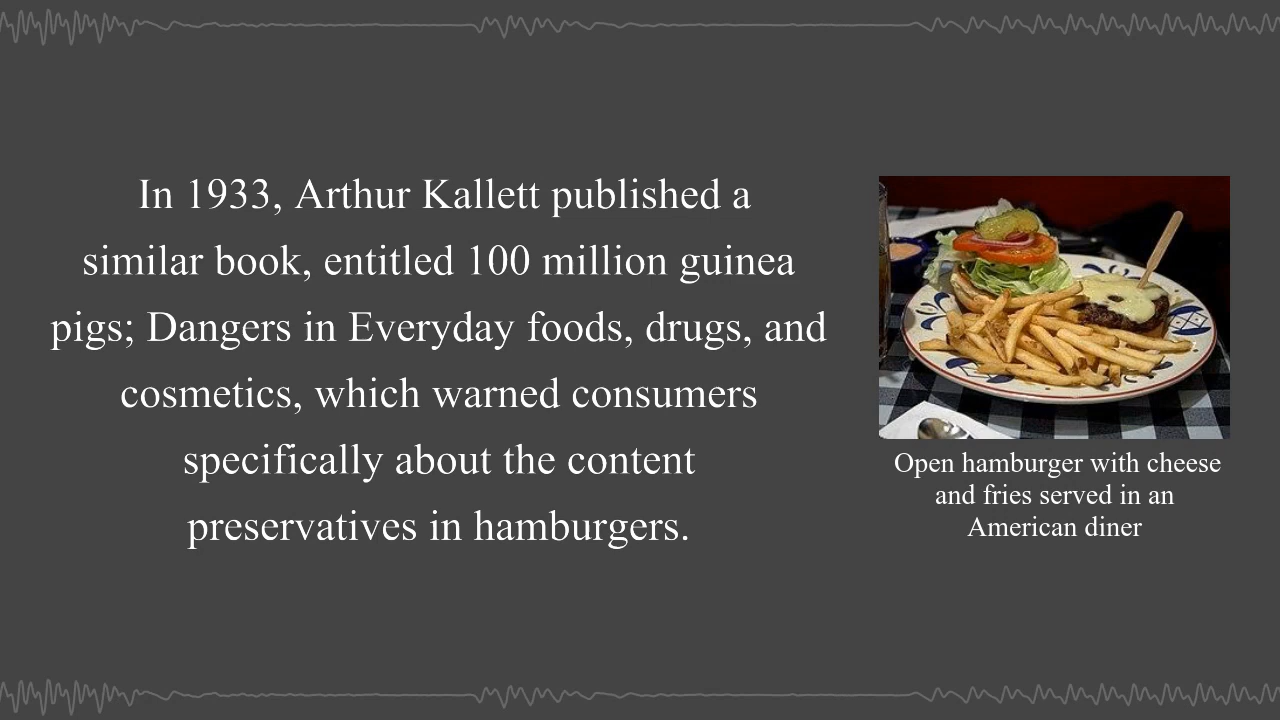 In 1933, Arthur Kallett published a
similar book, entitled 100 million guinea
pigs; Dangers in Everyday foods, drugs, and
cosmetics, which warned consumers
specifically about the content
preservatives in hamburgers.
Open hamburger with cheese
and fries served in an
American diner